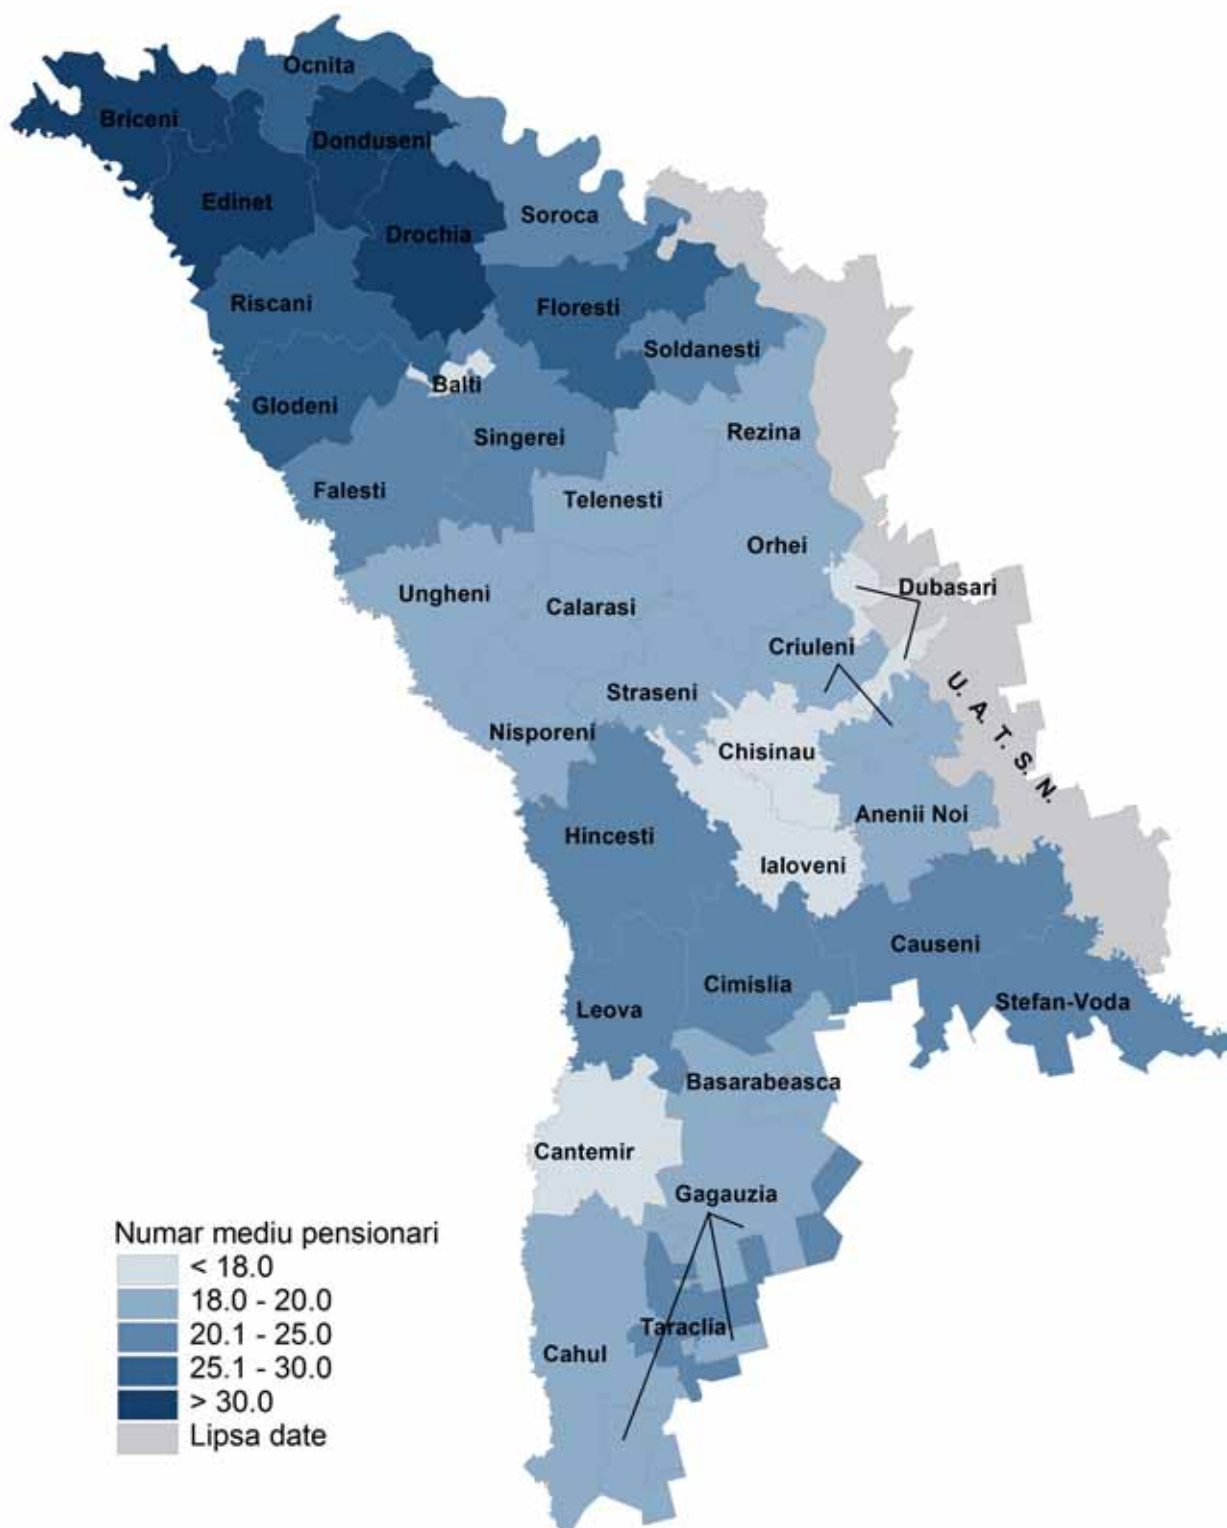 Ocnita
Briceni
Donduseni
Edinet
Soroca
Drochia
Riscani
Floresti
Soldanesti
Balti
Glodeni
Rezina
Singerei
Falesti
Telenesti
Orhei
Dubasari
Ungheni
Calarasi
Criuleni
Straseni
U. A. T. S. N.
Nisporeni
Chisinau
Anenii Noi
Hincesti
Ialoveni
Causeni
Cimislia
Stefan-Voda
Leova
Basarabeasca
Cantemir
Gagauzia
Taraclia
Cahul
Numar mediu pensionari
< 18.0
18.0 - 20.0
20.1 - 25.0
25.1 - 30.0
> 30.0
Lipsa date